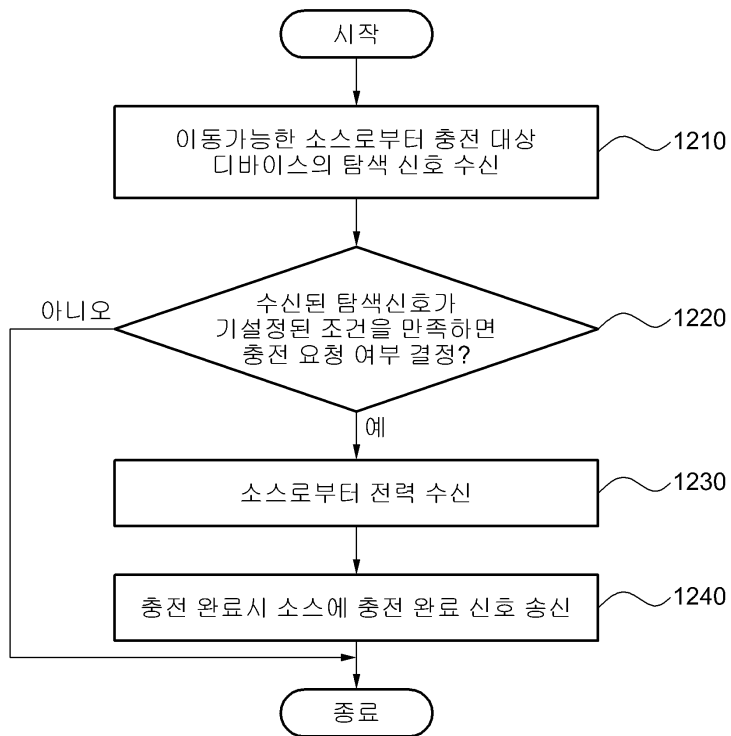 시작
이동가능한 소스로부터 충전 대상
디바이스의 탐색 신호 수신
1210
아니오
수신된 탐색신호가
기설정된 조건을 만족하면
충전 요청 여부 결정?
1220
예
소스로부터 전력 수신
1230
충전 완료시 소스에 충전 완료 신호 송신
1240
종료